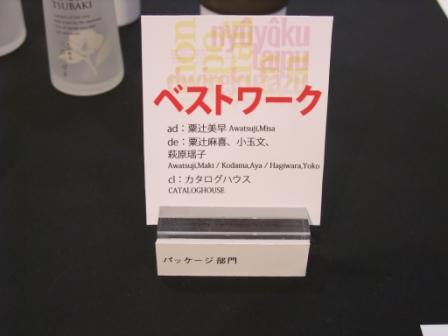 TSUBAKI
nyûyôku
ベストワーク
ad：粟辻美早 Awatsuji,Misa
de：粟辻麻喜、小玉文、
萩原瑶子
Awatsuji,Maki / Kodama,Aya / Hagiwara,Yoko
cl：カタログハウス
CATALOGHOUSE
パッケージ部門